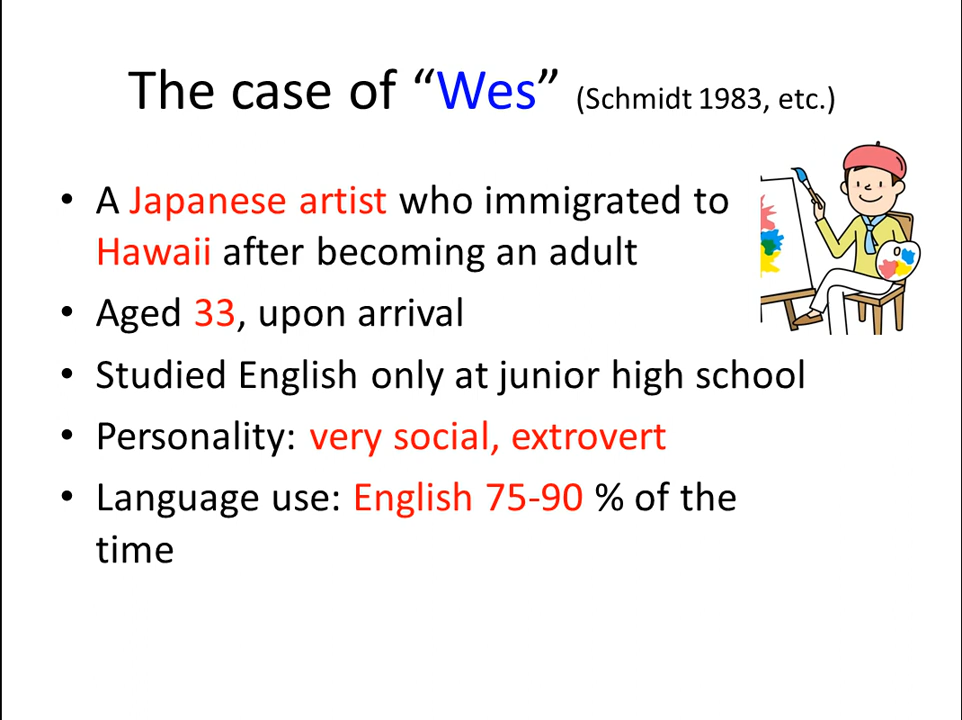 The case of “Wes” (Schmidt 1983, etc.)
• A Japanese artist who immigrated to
Hawaii after becoming an adult
• Aged 33, upon arrival
• Studied English only at junior high school
• Personality: very social, extrovert
• Language use: English 75-90 % of the
time